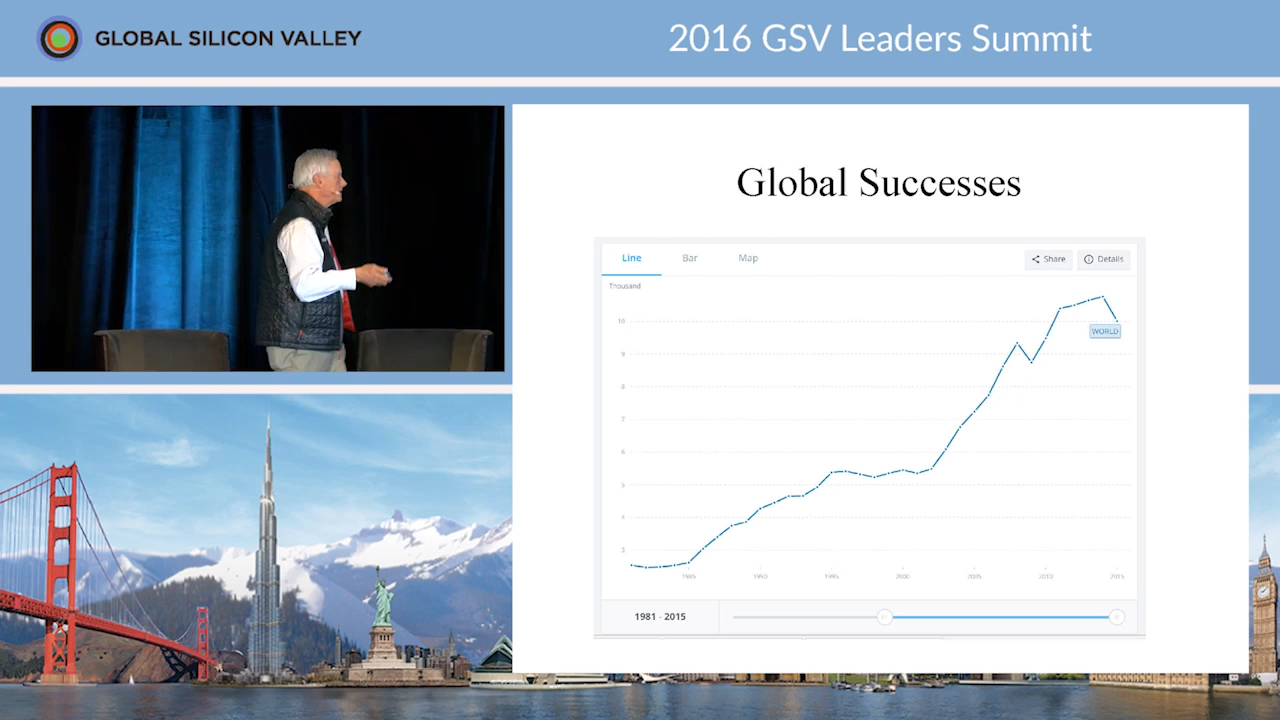 GLOBAL SILICON VALLEY
2016 GSV Leaders Summit
Global Successes
Line Bar Map
Share Details
Thousand
10
9
8
7
6
5
4
3
WORLD
1985 1990 1995 2000 2005 2010 2015
1981 - 2015